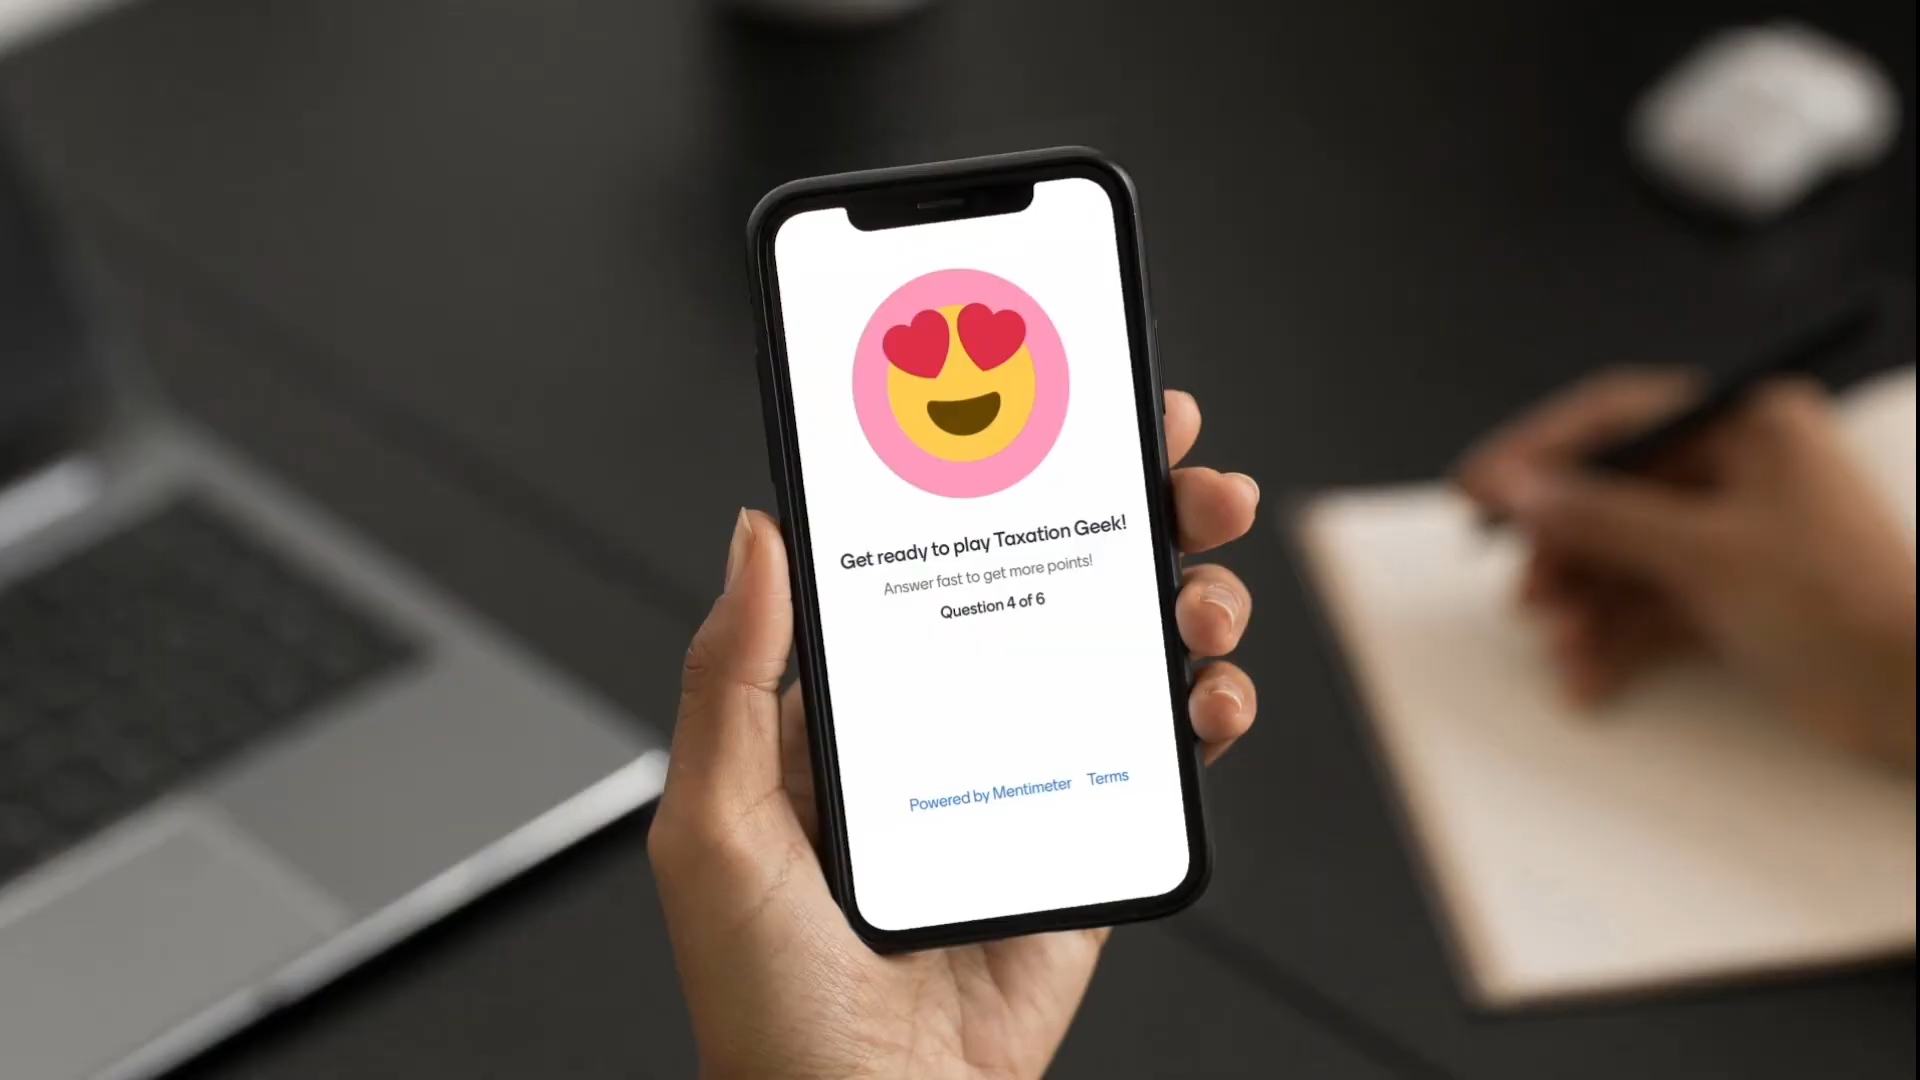 Get ready to play Taxation Geek!
Answer fast to get more points!
Question 4 of 6
Powered by Mentimeter Terms